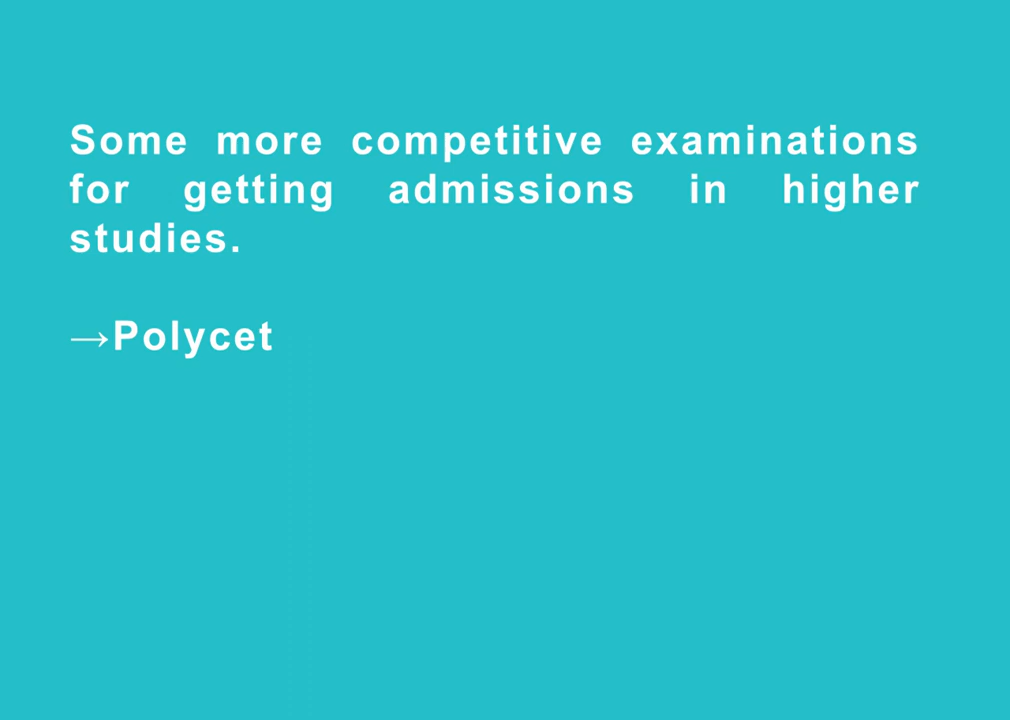 Some more competitive examinations
for getting admissions in higher
studies.
→Polycet